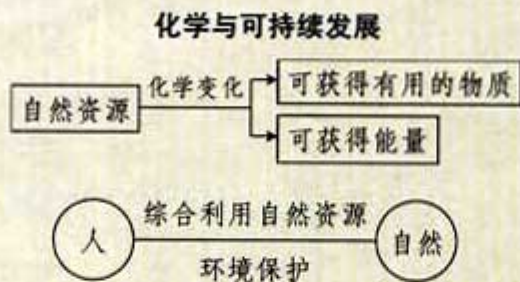 化学与可持续发展
自然资源
化学变化
可获得有用的物质
可获得能量
人
综合利用自然资源
环境保护
自然